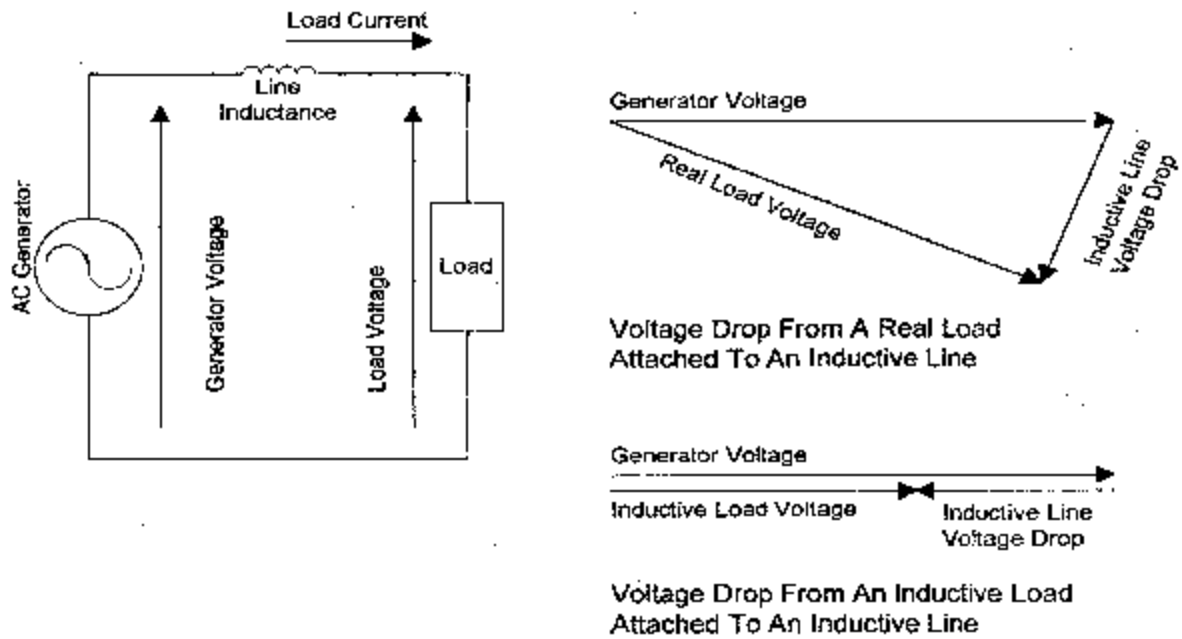 Load Current
Line
Inductance
AC Generator
Generator Voltage
Load Voltage
Load
Generator Voltage
Real Load Voltage
Inductive Line
Voltage Drop
Voltage Drop From A Real Load
Attached To An Inductive Line
Generator Voltage
Inductive Load Voltage
Inductive Line
Voltage Drop
Voltage Drop From An Inductive Load
Attached To An Inductive Line